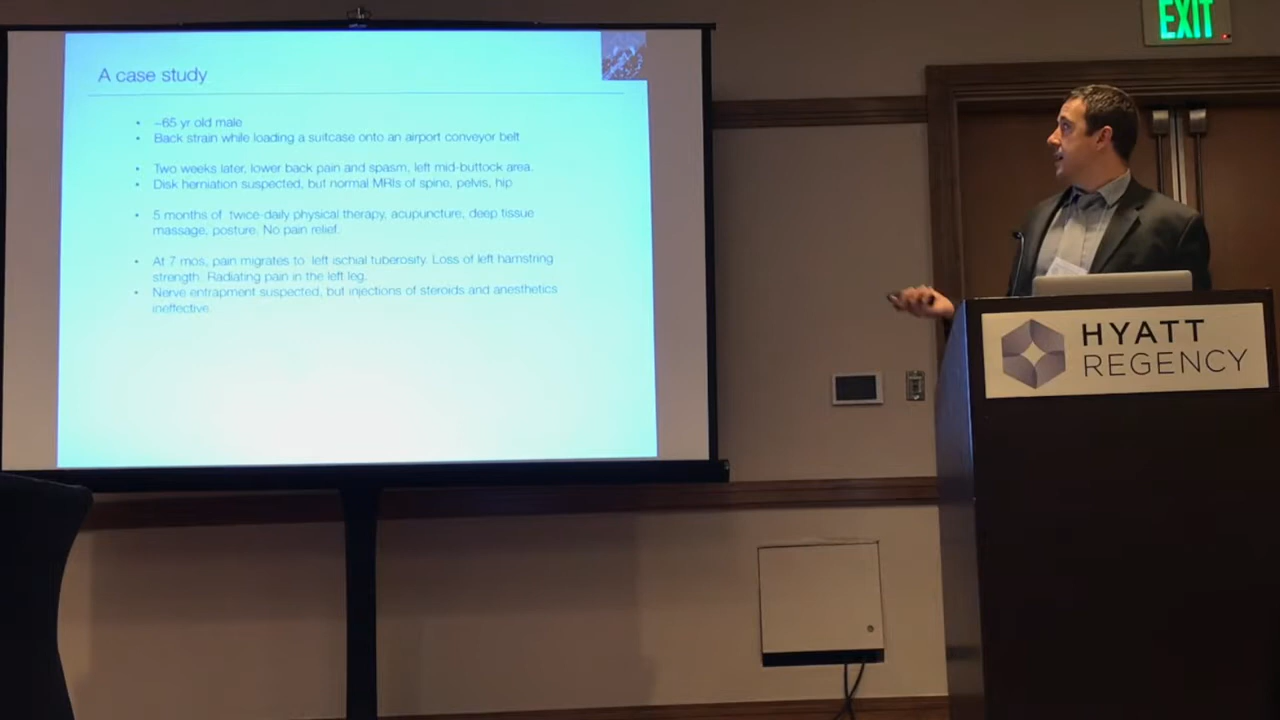 EXIT
A case study
• ~65 yr old male
• Back strain while loading a suitcase onto an airport conveyor belt
• Two weeks later, lower back pain and spasm, left mid-buttock area.
• Disk herniation suspected, but normal MRIs of spine, pelvis, hip
• 5 months of twice-daily physical therapy, acupuncture, deep tissue
massage, posture. No pain relief.
• At 7 mos, pain migrates to left ischial tuberosity. Loss of left hamstring
strength. Radiating pain in the left leg.
• Nerve entrapment suspected, but injections of steroids and anesthetics
ineffective.
HYATT
REGENCY